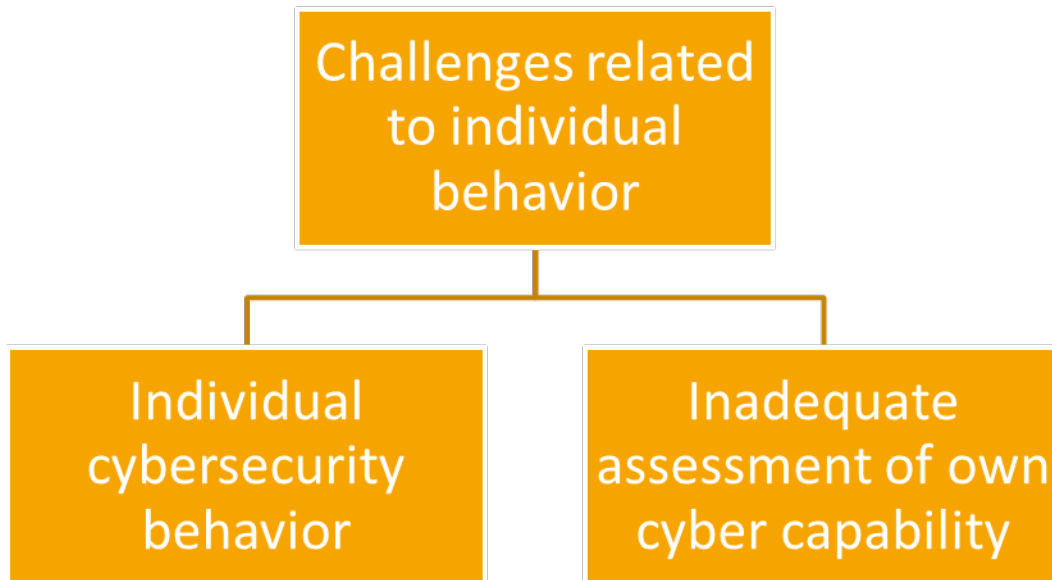 Challenges related
to individual
behavior
Individual
cybersecurity
behavior
Inadequate
assessment of own
cyber capability